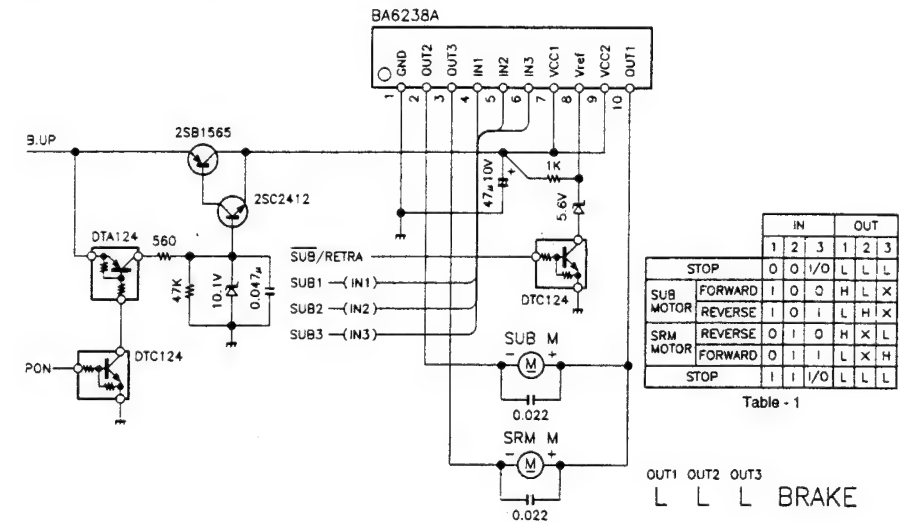 BA6238A
GND
OUT2
OUT3
IN1
IN2
IN3
VCC1
Vref
VCC2
OUT1
1 2 3 4 5 6 7 8 9 10
B.UP
2SB1565
2SC2412
47μ10V
+
1K
5.6V
DTA124
560
47K
10.1V
0.047μ
S̅U̅B̅/RETRA
DTC124
SUB1 —(IN1)
SUB2 —(IN2)
SUB3 —(IN3)
PON
DTC124
SUB M
− M +
0.022
SRM M
− M +
0.022
IN OUT
1 2 3 1 2 3
STOP 0 0 1/0 L L L
SUB MOTOR FORWARD 1 0 0 H L X
REVERSE 1 0 1 L H X
SRM MOTOR REVERSE 0 1 0 H X L
FORWARD 0 1 1 L X H
STOP 1 1 1/0 L L L
Table - 1
OUT1 OUT2 OUT3
L L L BRAKE